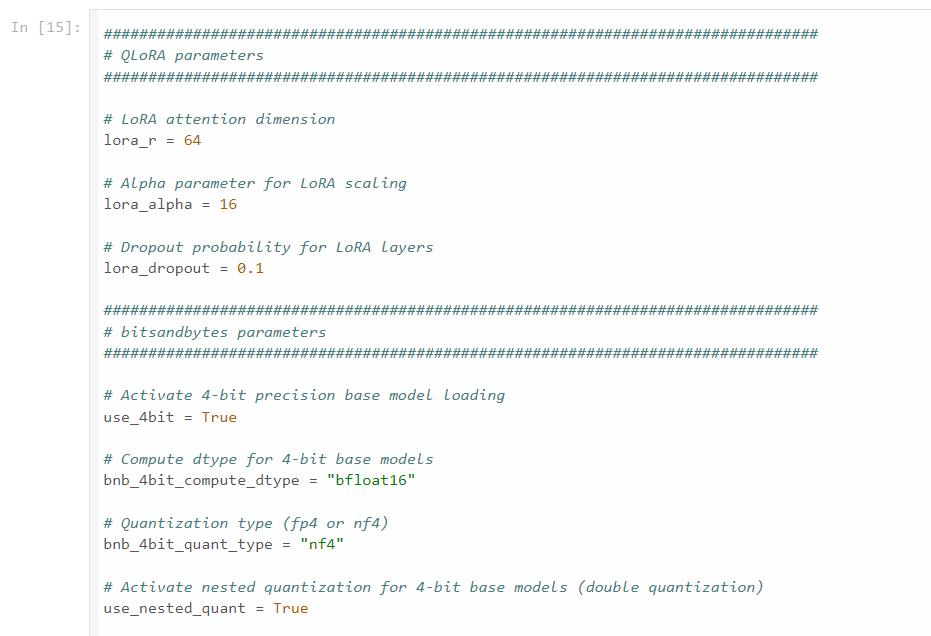 In [15]:
################################################################################
# QLoRA parameters
################################################################################
# LoRA attention dimension
lora_r = 64
# Alpha parameter for LoRA scaling
lora_alpha = 16
# Dropout probability for LoRA layers
lora_dropout = 0.1
################################################################################
# bitsandbytes parameters
################################################################################
# Activate 4-bit precision base model loading
use_4bit = True
# Compute dtype for 4-bit base models
bnb_4bit_compute_dtype = "bfloat16"
# Quantization type (fp4 or nf4)
bnb_4bit_quant_type = "nf4"
# Activate nested quantization for 4-bit base models (double quantization)
use_nested_quant = True